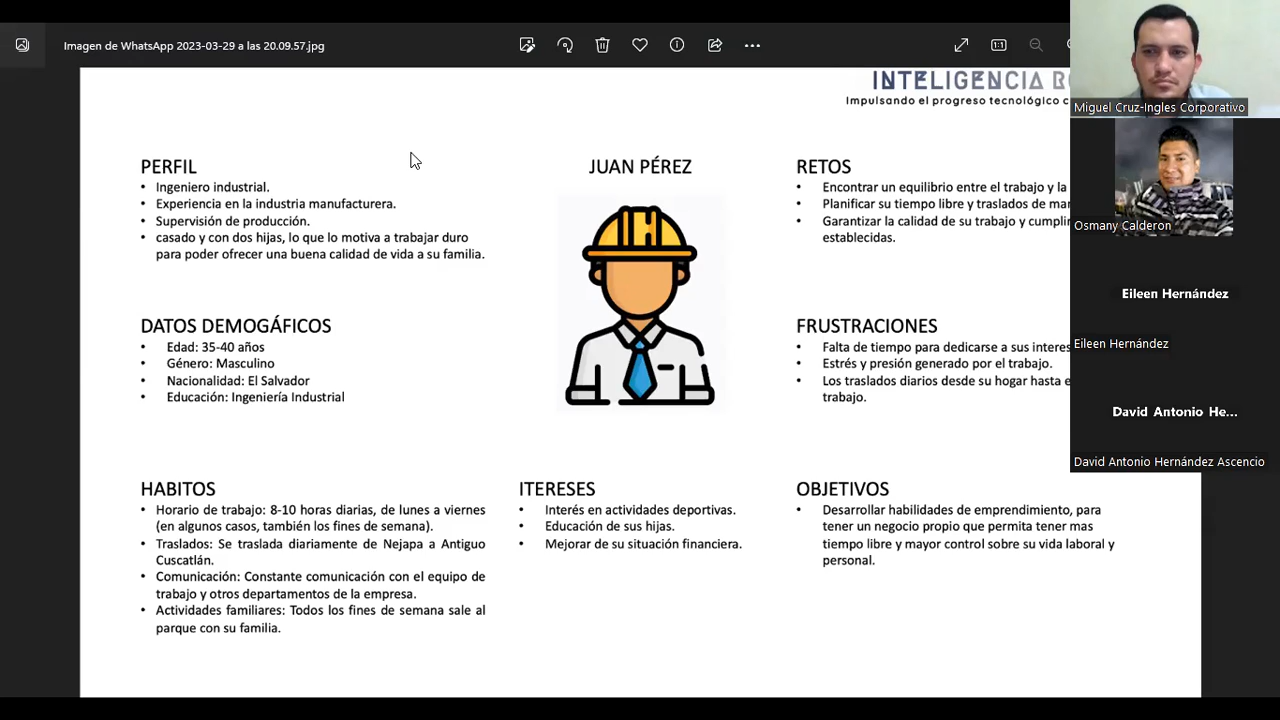 Imagen de WhatsApp 2023-03-29 a las 20.09.57.jpg
1:1
INTELIGENCIA
Impulsando el progreso tecnológico
PERFIL
• Ingeniero industrial.
• Experiencia en la industria manufacturera.
• Supervisión de producción.
• casado y con dos hijas, lo que lo motiva a trabajar duro
para poder ofrecer una buena calidad de vida a su familia.
JUAN PÉREZ
RETOS
• Encontrar un equilibrio entre el trabajo y la
• Planificar su tiempo libre y traslados de
• Garantizar la calidad de su trabajo y
establecidas.
DATOS DEMOGÁFICOS
• Edad: 35-40 años
• Género: Masculino
• Nacionalidad: El Salvador
• Educación: Ingeniería Industrial
FRUSTRACIONES
• Falta de tiempo para dedicarse a sus
• Estrés y presión generado por el trabajo.
• Los traslados diarios desde su hogar hasta
trabajo.
HABITOS
• Horario de trabajo: 8-10 horas diarias, de lunes a viernes
(en algunos casos, también los fines de semana).
• Traslados: Se traslada diariamente de Nejapa a Antiguo
Cuscatlán.
• Comunicación: Constante comunicación con el equipo de
trabajo y otros departamentos de la empresa.
• Actividades familiares: Todos los fines de semana sale al
parque con su familia.
ITERESES
• Interés en actividades deportivas.
• Educación de sus hijas.
• Mejorar de su situación financiera.
OBJETIVOS
• Desarrollar habilidades de emprendimiento, para
tener un negocio propio que permita tener mas
tiempo libre y mayor control sobre su vida laboral y
personal.
Miguel Cruz-Ingles Corporativo
Osmany Calderon
Eileen Hernández
Eileen Hernández
David Antonio He...
David Antonio Hernández Ascencio